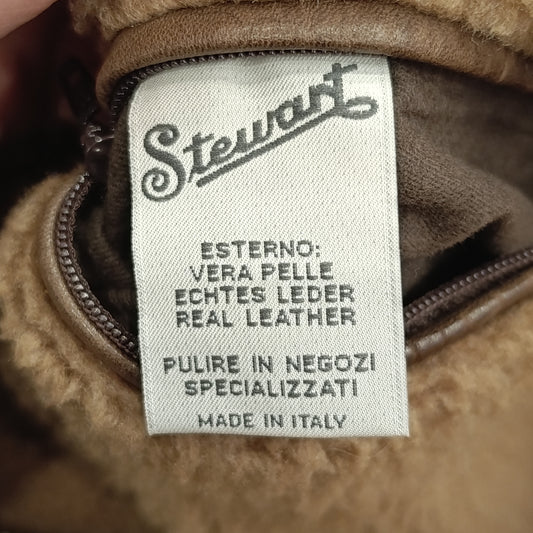 Stewart
ESTERNO:
VERA PELLE
ECHTES LEDER
REAL LEATHER
PULIRE IN NEGOZI
SPECIALIZZATI
MADE IN ITALY